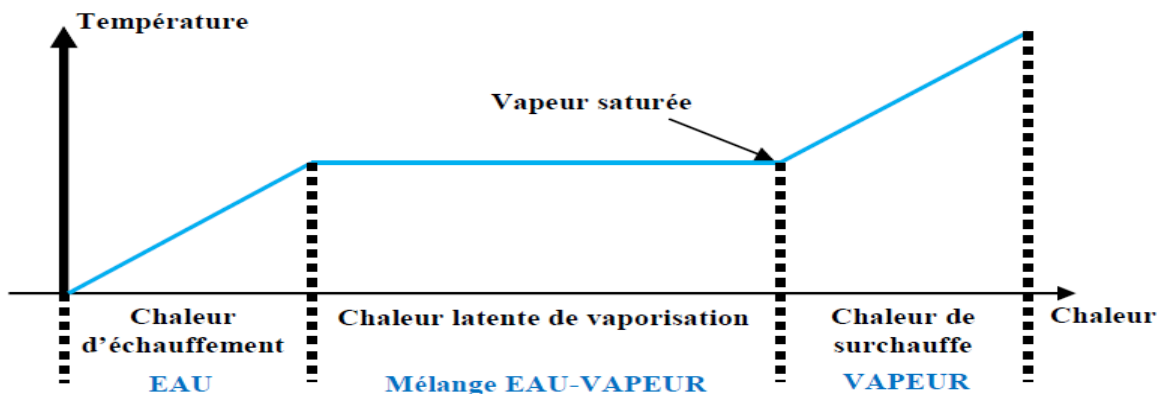 Température
Vapeur saturée
Chaleur
d’échauffement
EAU
Chaleur latente de vaporisation
Mélange EAU-VAPEUR
Chaleur de
surchauffe
VAPEUR
Chaleur